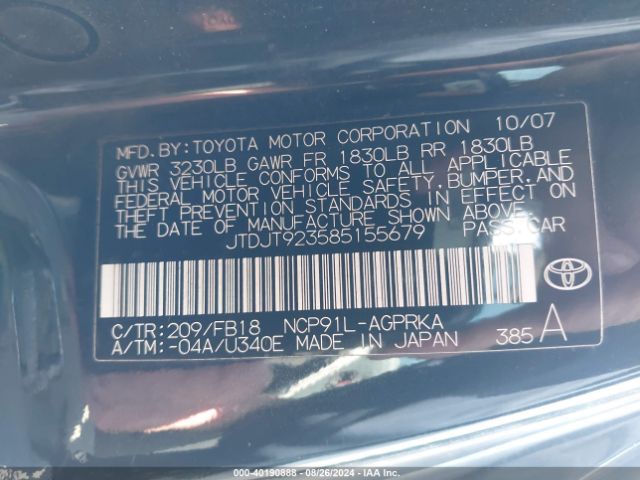 MFD.BY:TOYOTA MOTOR CORPORATION 10/07
GVWR 3230LB GAWR FR 1830LB RR 1830LB
THIS VEHICLE CONFORMS TO ALL APPLICABLE
FEDERAL MOTOR VEHICLE SAFETY,BUMPER,AND
THEFT PREVENTION STANDARDS IN EFFECT ON
THE DATE OF MANUFACTURE SHOWN ABOVE.
JTDJT923585155679 PASS.CAR
C/TR:209/FB18 NCP91L-AGPRKA
A/TM:-04A/U340E MADE IN JAPAN 385 A
000-40190888 - 08/26/2024 - IAA Inc.